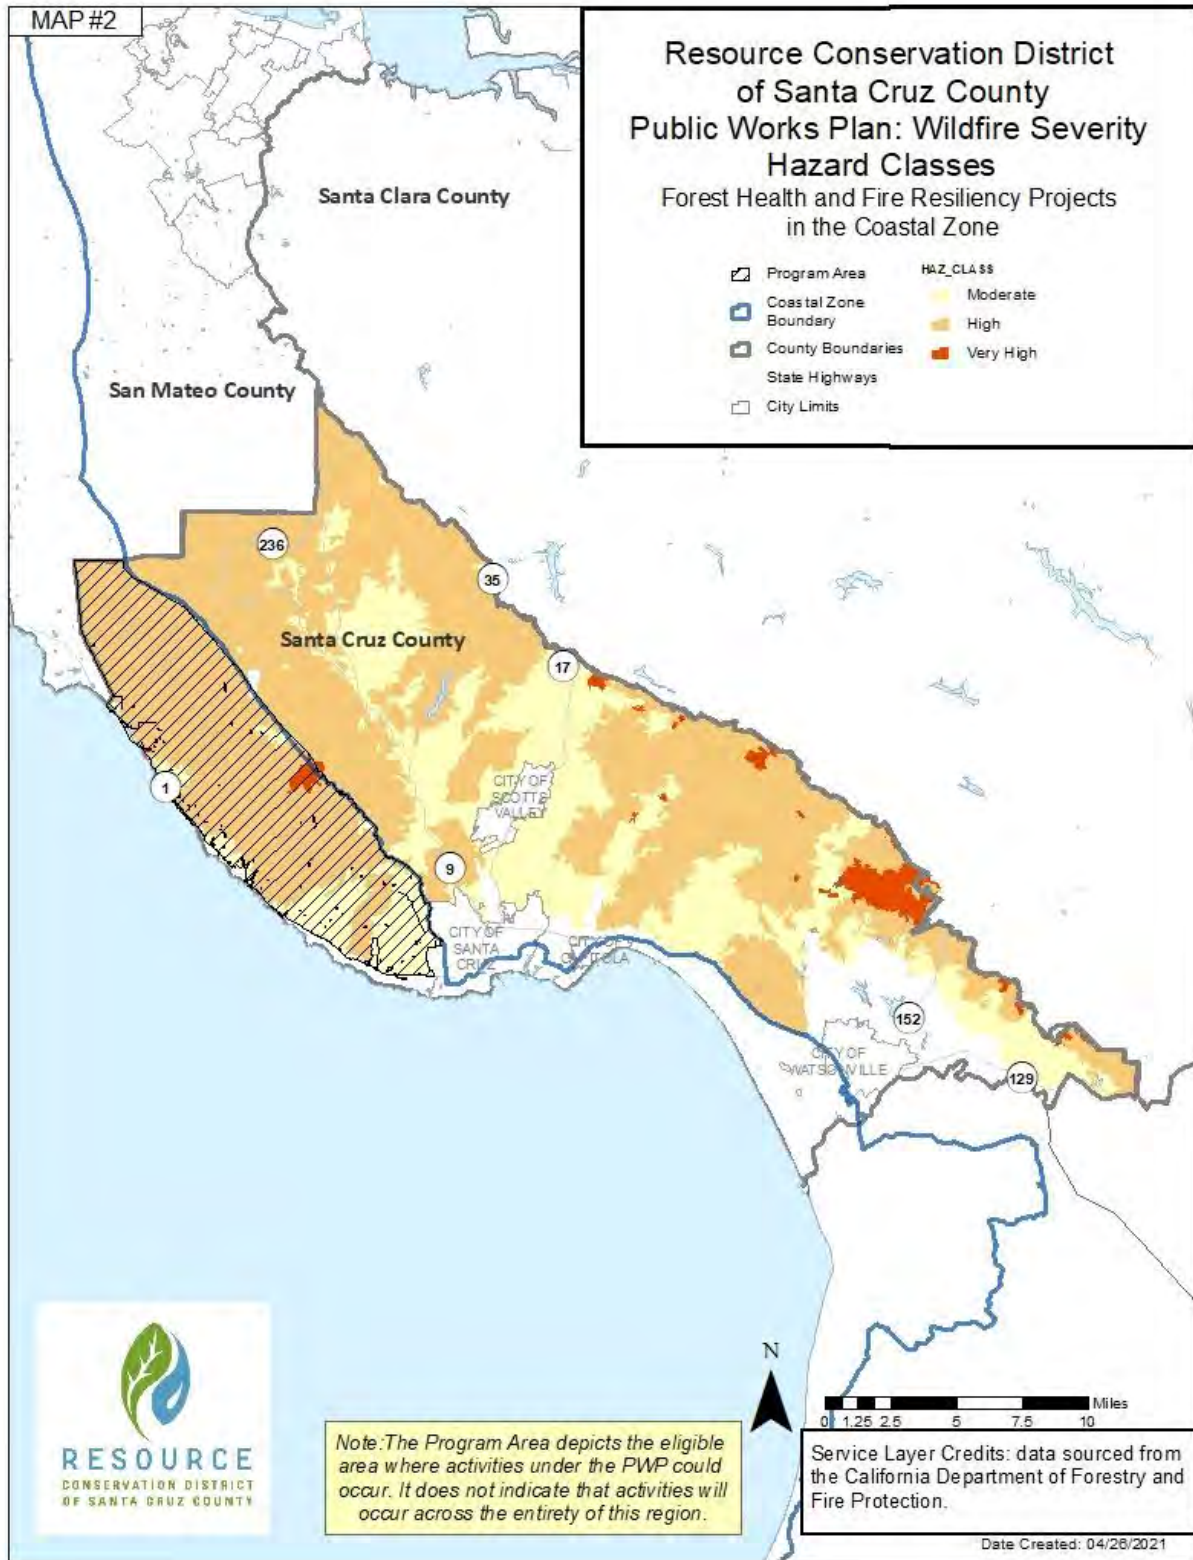 MAP #2
Resource Conservation District
of Santa Cruz County
Public Works Plan: Wildfire Severity
Hazard Classes
Forest Health and Fire Resiliency Projects
in the Coastal Zone
Program Area
Coastal Zone
Boundary
County Boundaries
State Highways
City Limits
HAZ_CLASS
Moderate
High
Very High
Santa Clara County
San Mateo County
236
35
Santa Cruz County
17
1
CITY OF
SCOTTS
VALLEY
9
CITY OF
SANTA
CRUZ
CITY OF
CAPITOLA
152
CITY OF
WATSONVILLE
129
N
Miles
0 1.25 2.5 5 7.5 10
RESOURCE
CONSERVATION DISTRICT
OF SANTA CRUZ COUNTY
Note:The Program Area depicts the eligible
area where activities under the PWP could
occur. It does not indicate that activities will
occur across the entirety of this region.
Service Layer Credits: data sourced from
the California Department of Forestry and
Fire Protection.
Date Created: 04/26/2021